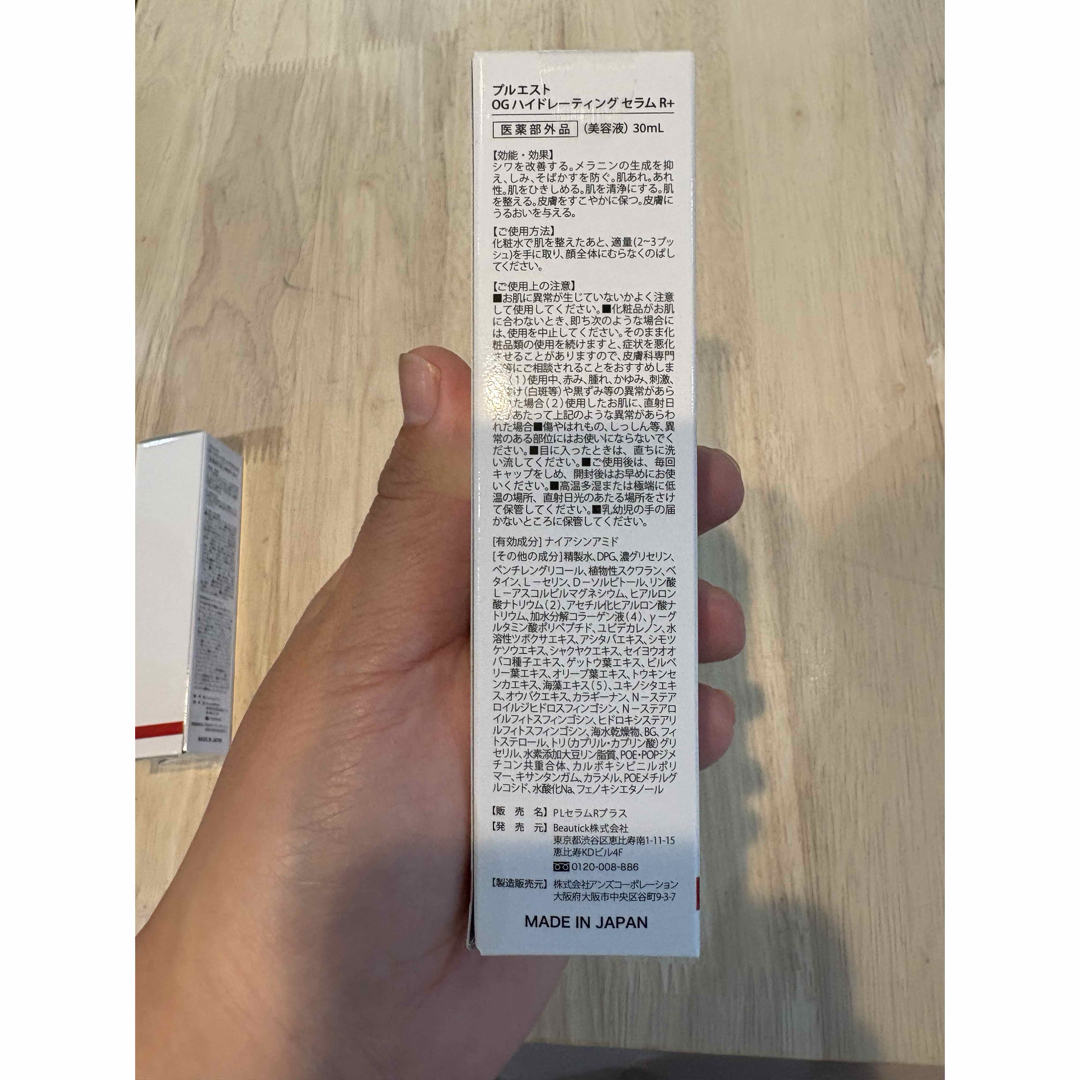 プルエスト
OG ハイドレーティング セラム R+
医薬部外品 (美容液) 30mL
【効能・効果】
シワを改善する。メラニンの生成を抑
え、しみ、そばかすを防ぐ。肌あれ。あれ
性。肌をひきしめる。肌を清浄にする。肌
を整える。皮膚をすこやかに保つ。皮膚に
うるおいを与える。
【ご使用方法】
化粧水で肌を整えたあと、適量(2~3プッ
シュ)を手に取り、顔全体にむらなくのばし
てください。
【ご使用上の注意】
■お肌に異常が生じていないかよく注意
して使用してください。■化粧品がお肌
に合わないとき、即ち次のような場合に
は、使用を中止してください。そのまま化
粧品類の使用を続けますと、症状を悪化
させることがありますので、皮膚科専門
等にご相談されることをおすすめしま
(1)使用中、赤み、腫れ、かゆみ、刺激、
け(白斑等)や黒ずみ等の異常があら
た場合(2)使用したお肌に、直射日
あたって上記のような異常があらわ
れた場合■傷やはれもの、しっしん等、異
常のある部位にはお使いにならないでく
ださい。■目に入ったときは、直ちに洗
い流してください。■ご使用後は、毎回
キャップをしめ、開封後はお早めにお使
いください。■高温多湿または極端に低
温の場所、直射日光のあたる場所をさけ
て保管してください。■乳幼児の手の届
かないところに保管してください。
[有効成分] ナイアシンアミド
[その他の成分]精製水、DPG、濃グリセリン、
ペンチレングリコール、植物性スクワラン、ベ
タイン、L−セリン、D−ソルビトール、リン酸
L−アスコルビルマグネシウム、ヒアルロン
酸ナトリウム(2)、アセチル化ヒアルロン酸ナ
トリウム、加水分解コラーゲン液(4)、γーグ
ルタミン酸ポリペプチド、ユビデカレノン、水
溶性ツボクサエキス、アシタバエキス、シモツ
ケソウエキス、シャクヤクエキス、セイヨウオオ
バコ種子エキス、ゲットウ葉エキス、ビルベ
リー葉エキス、オリーブ葉エキス、トウキンセ
ンカエキス、海藻エキス(5)、ユキノシタエキ
ス、オウバクエキス、カラギーナン、N−ステア
ロイルジヒドロスフィンゴシン、N−ステアロ
イルフィトスフィンゴシン、ヒドロキシステアリ
ルフィトスフィンゴシン、海水乾燥物、BG、フィ
トステロール、トリ(カプリル・カプリン酸)グリ
セリル、水素添加大豆リン脂質、POE・POPジメ
チコン共重合体、カルボキシビニルポリ
マー、キサンタンガム、カラメル、POEメチルグ
ルコシド、水酸化Na、フェノキシエタノール
【販売名】PLセラムRプラス
【発売元】Beautick株式会社
東京都渋谷区恵比寿南1-11-15
恵比寿KDビル4F
0120-008-886
【製造販売元】株式会社アンズコーポレーション
大阪府大阪市中央区谷町9-3-7
MADE IN JAPAN
MADE IN JAPAN